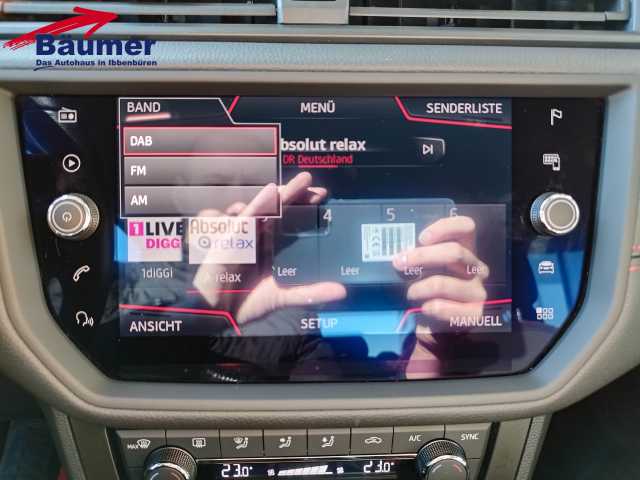 Baumer
Das Autohaus in Ibbenbüren
BAND
MENÜ
SENDERLISTE
DAB
bsolut relax
DR Deutschland
FM
AM
4
5
6
1LIVE
DIGGI
Absolut
relax
1diGGi
relax
Leer
Leer
Leer
Leer
ANSICHT
SETUP
MANUELL
MAX
A/C
SYNC
23.0°
23.0°